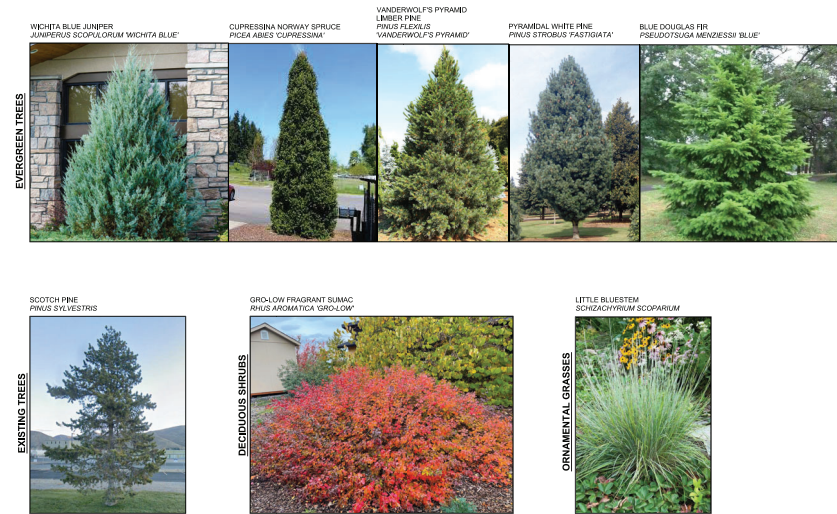 WICHITA BLUE JUNIPER
JUNIPERUS SCOPULORUM 'WICHITA BLUE'
CUPRESSINA NORWAY SPRUCE
PICEA ABIES 'CUPRESSINA'
VANDERWOLF'S PYRAMID
LIMBER PINE
PINUS FLEXILIS
'VANDERWOLF'S PYRAMID'
PYRAMIDAL WHITE PINE
PINUS STROBUS 'FASTIGIATA'
BLUE DOUGLAS FIR
PSEUDOTSUGA MENZIESSII 'BLUE'
EVERGREEN TREES
SCOTCH PINE
PINUS SYLVESTRIS
EXISTING TREES
GRO-LOW FRAGRANT SUMAC
RHUS AROMATICA 'GRO-LOW'
DECIDUOUS SHRUBS
LITTLE BLUESTEM
SCHIZACHYRIUM SCOPARIUM
ORNAMENTAL GRASSES